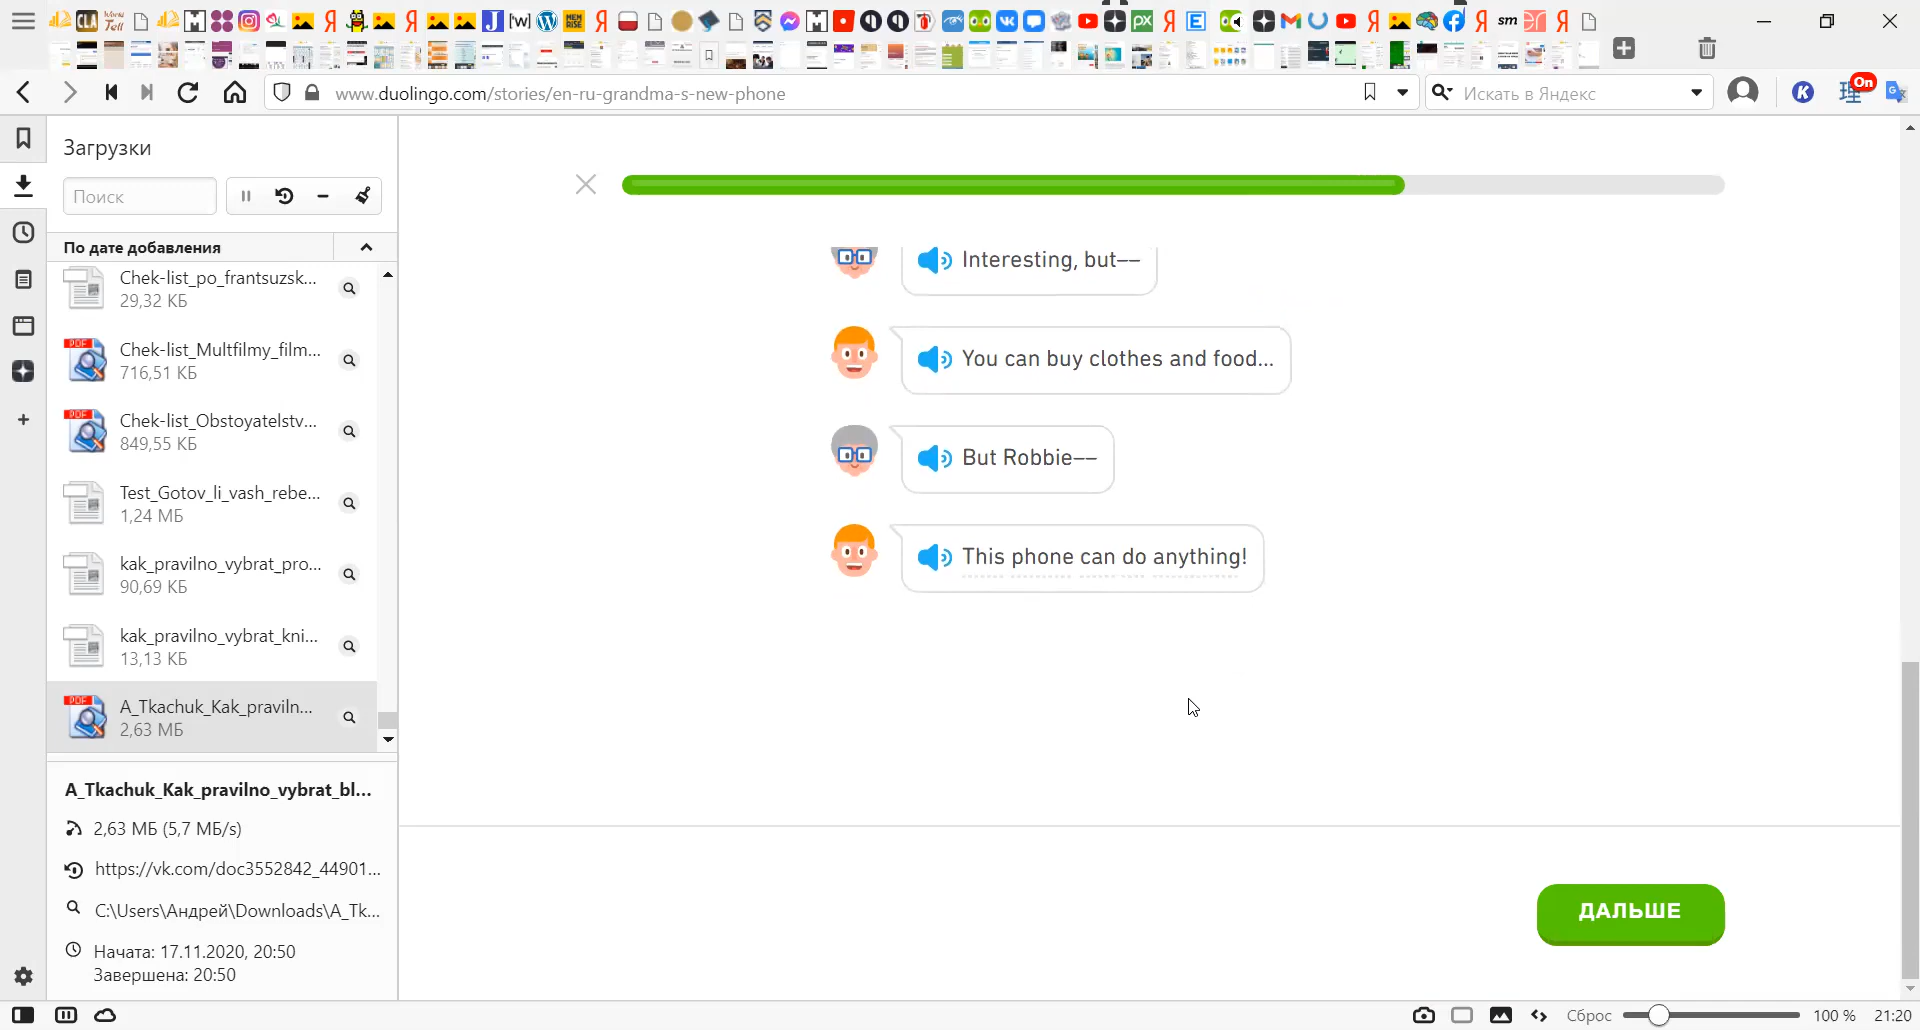 www.duolingo.com/stories/en-ru-grandma-s-new-phone
Искать в Яндекс
On
Загрузки
Поиск
По дате добавления
Chek-list_po_frantsuzsk...
29,32 КБ
Chek-list_Multfilmy_film...
716,51 КБ
Chek-list_Obstoyatelstv...
849,55 КБ
Test_Gotov_li_vash_rebe...
1,24 МБ
kak_pravilno_vybrat_pro...
90,69 КБ
kak_pravilno_vybrat_kni...
13,13 КБ
A_Tkachuk_Kak_praviln...
2,63 МБ
A_Tkachuk_Kak_pravilno_vybrat_bl...
2,63 МБ (5,7 МБ/s)
https://vk.com/doc3552842_44901...
C:\Users\Андрей\Downloads\A_Tk...
Начата: 17.11.2020, 20:50
Завершена: 20:50
Interesting, but––
You can buy clothes and food...
But Robbie––
This phone can do anything!
ДАЛЬШЕ
Сброс
100 %
21:20